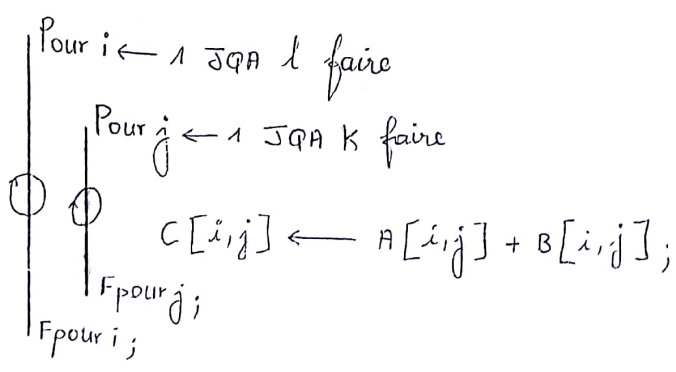 Pour i ← 1 JQA l faire
Pour j ← 1 JQA K faire
C[i,j] ← A[i,j] + B[i,j];
Fpour j;
Fpour i;